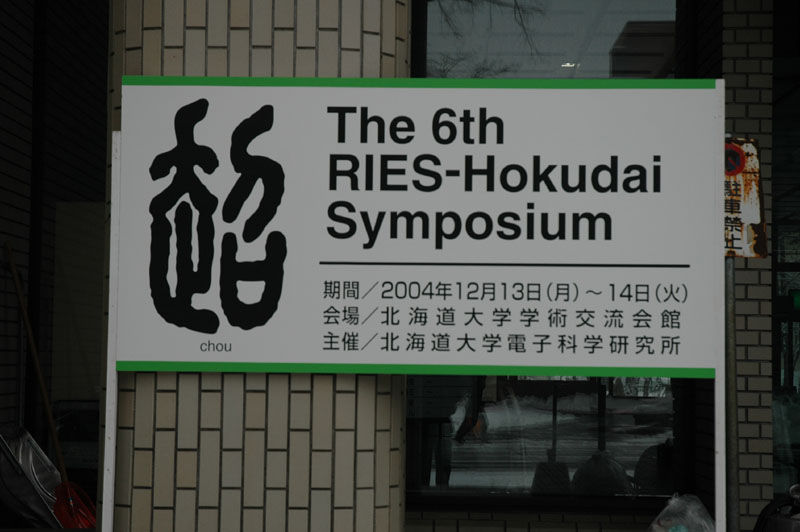 The 6th
RIES-Hokudai
Symposium
期間／2004年12月13日(月)～14日(火)
会場／北海道大学学術交流会館
主催／北海道大学電子科学研究所
超
chou
駐車禁止